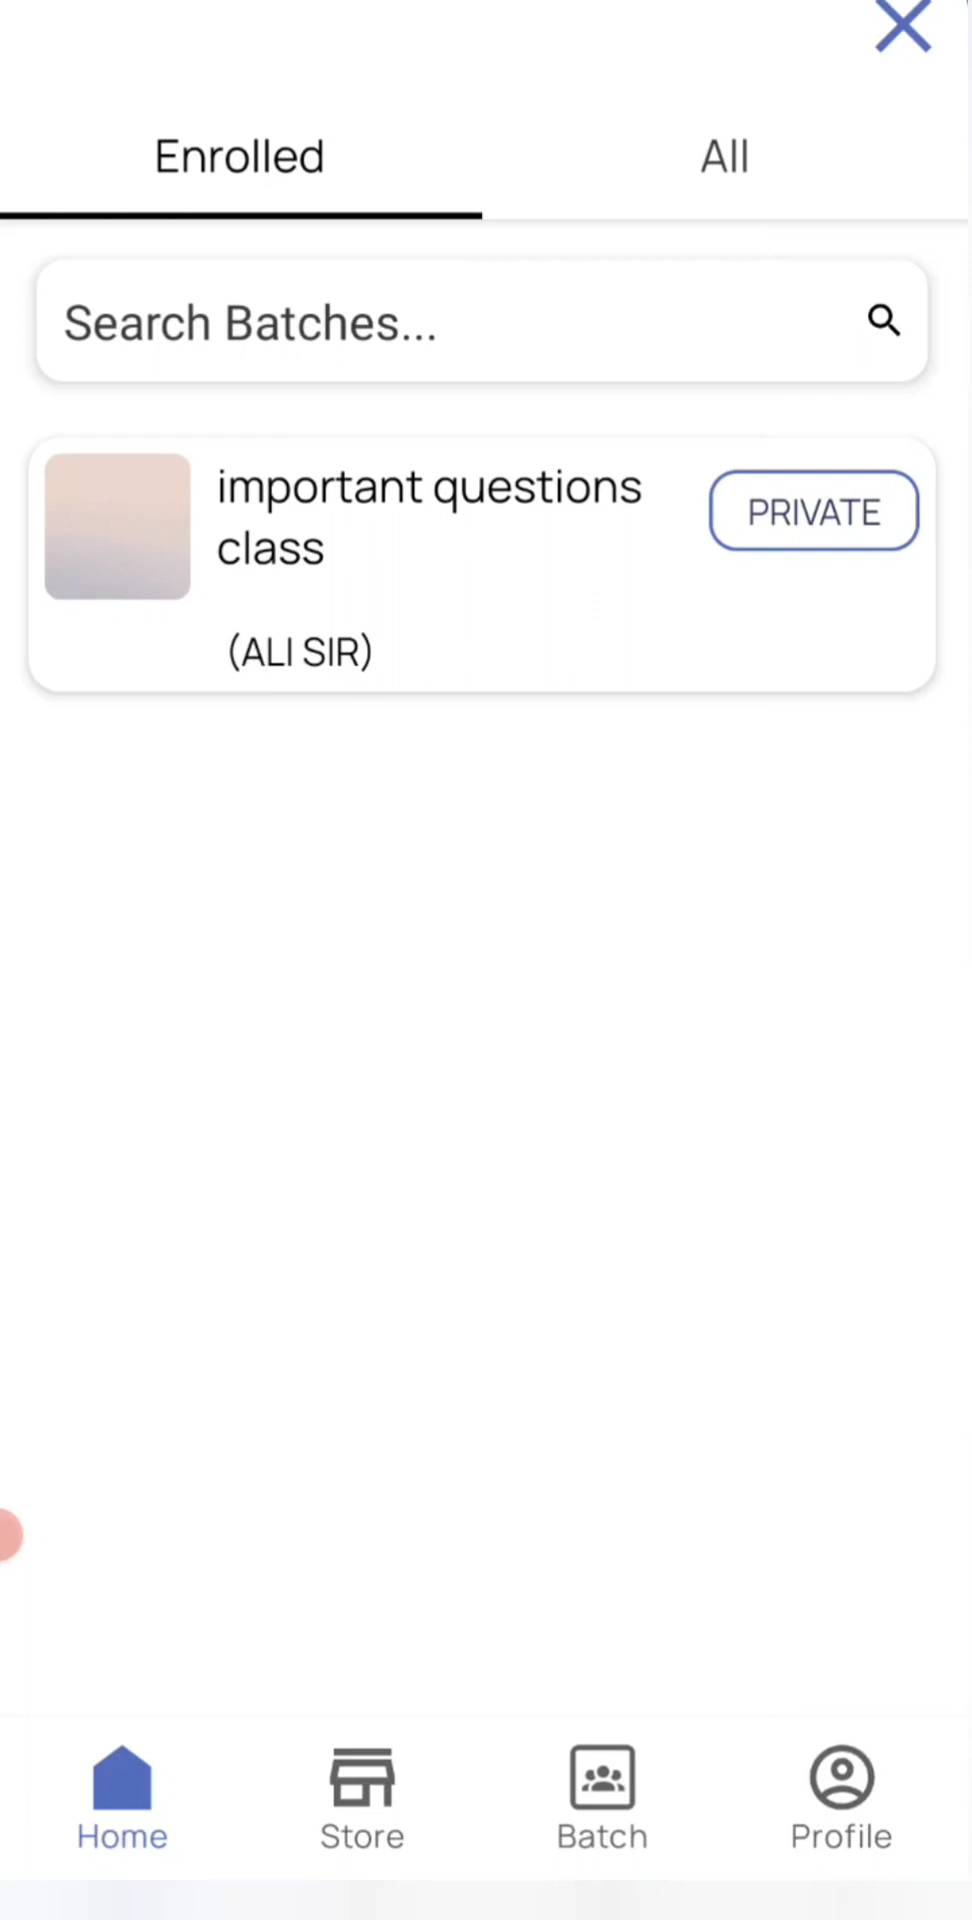 Enrolled
All
Search Batches...
important questions
class
PRIVATE
(ALI SIR)
Home
Store
Batch
Profile